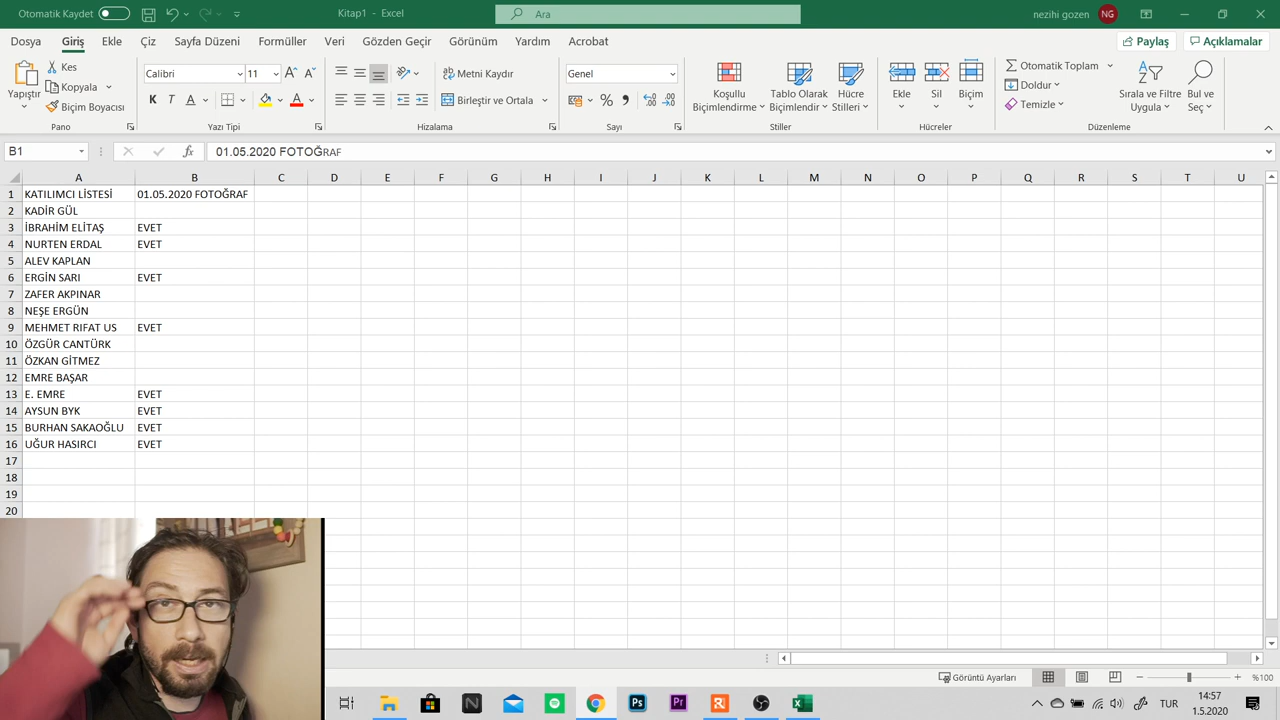 Otomatik Kaydet
Kitap1 - Excel
Ara
nezihi gozen NG
Dosya Giriş Ekle Çiz Sayfa Düzeni Formüller Veri Gözden Geçir Görünüm Yardım Acrobat Paylaş Açıklamalar
Yapıştır
Kes
Kopyala
Biçim Boyacısı
Pano
Calibri 11
K T A
Yazı Tipi
Metni Kaydır
Birleştir ve Ortala
Hizalama
Genel
Sayı
Koşullu Biçimlendirme
Tablo Olarak Biçimlendir
Hücre Stilleri
Stiller
Ekle Sil Biçim
Hücreler
Otomatik Toplam
Doldur
Temizle
Sırala ve Filtre Uygula
Bul ve Seç
Düzenleme
B1 fx 01.05.2020 FOTOĞRAF
A B C D E F G H I J K L M N O P Q R S T U
1 KATILIMCI LİSTESİ 01.05.2020 FOTOĞRAF
2 KADİR GÜL
3 İBRAHİM ELİTAŞ EVET
4 NURTEN ERDAL EVET
5 ALEV KAPLAN
6 ERGİN SARI EVET
7 ZAFER AKPINAR
8 NEŞE ERGÜN
9 MEHMET RIFAT US EVET
10 ÖZGÜR CANTÜRK
11 ÖZKAN GİTMEZ
12 EMRE BAŞAR
13 E. EMRE EVET
14 AYSUN BYK EVET
15 BURHAN SAKAOĞLU EVET
16 UĞUR HASIRCI EVET
17
18
19
20
Görüntü Ayarları %100
Ps Pr
TUR
14:57
1.5.2020